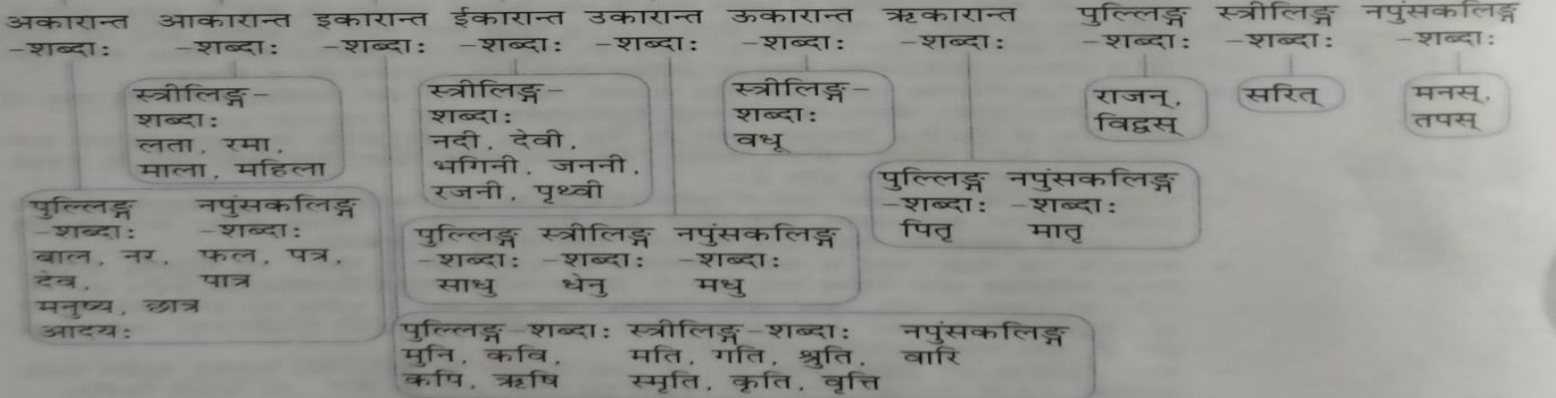 अकारान्त आकारान्त इकारान्त ईकारान्त उकारान्त ऊकारान्त ऋकारान्त पुल्लिङ्ग स्त्रीलिङ्ग नपुंसकलिङ्ग
-शब्दाः -शब्दाः -शब्दाः -शब्दाः -शब्दाः -शब्दाः -शब्दाः -शब्दाः -शब्दाः -शब्दाः
स्त्रीलिङ्ग-
शब्दाः
लता, रमा,
माला, महिला
स्त्रीलिङ्ग-
शब्दाः
नदी, देवी,
भगिनी, जननी,
रजनी, पृथ्वी
स्त्रीलिङ्ग-
शब्दाः
वधू
राजन्,
विद्वस्
सरित्
मनस्,
तपस्
पुल्लिङ्ग नपुंसकलिङ्ग
-शब्दाः -शब्दाः
पितृ मातृ
पुल्लिङ्ग नपुंसकलिङ्ग
-शब्दाः -शब्दाः
बाल, नर, फल, पत्र,
देव, पात्र
मनुष्य, छात्र
आदयः
पुल्लिङ्ग स्त्रीलिङ्ग नपुंसकलिङ्ग
-शब्दाः -शब्दाः -शब्दाः
साधु धेनु मधु
पुल्लिङ्ग-शब्दाः स्त्रीलिङ्ग-शब्दाः नपुंसकलिङ्ग
मुनि, कवि, मति, गति, श्रुति, वारि
कपि, ऋषि स्मृति, कृति, वृत्ति